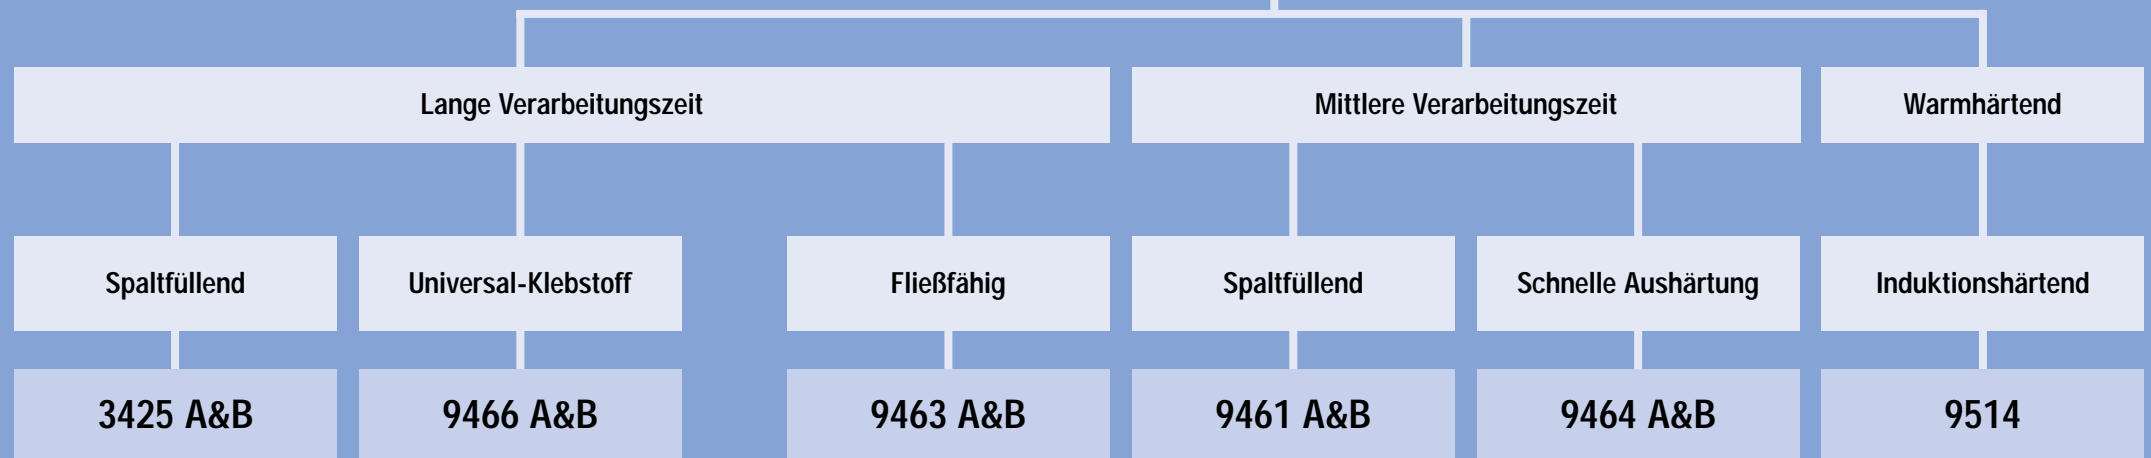 Lange Verarbeitungszeit
Mittlere Verarbeitungszeit
Warmhärtend
Spaltfüllend
Universal-Klebstoff
Fließfähig
Spaltfüllend
Schnelle Aushärtung
Induktionshärtend
3425 A&B
9466 A&B
9463 A&B
9461 A&B
9464 A&B
9514